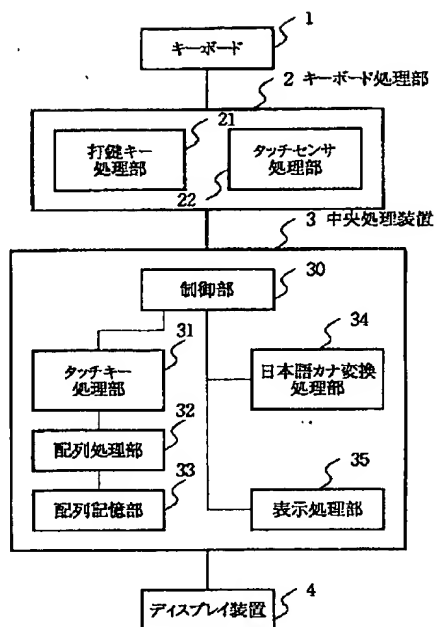 1
キーボード
2 キーボード処理部
21
打鍵キー
処理部
タッチセンサ
処理部
22
3 中央処理装置
30
制御部
31
タッチキー
処理部
34
日本語カナ変換
処理部
32
配列処理部
33
配列記憶部
35
表示処理部
4
ディスプレイ装置